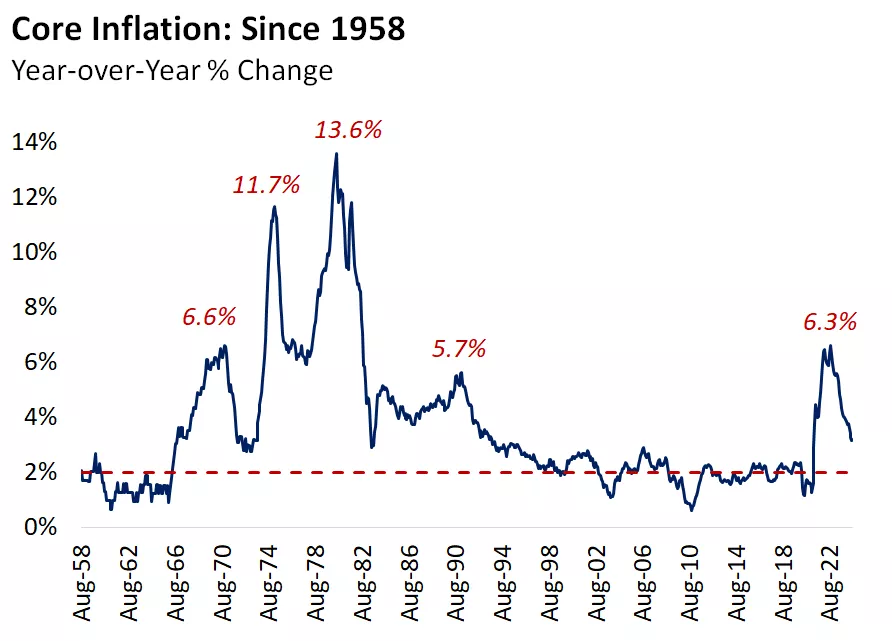 Core Inflation: Since 1958
Year-over-Year % Change
14%
12%
10%
8%
6%
4%
2%
0%
6.6%
11.7%
13.6%
5.7%
6.3%
Aug-58
Aug-62
Aug-66
Aug-70
Aug-74
Aug-78
Aug-82
Aug-86
Aug-90
Aug-94
Aug-98
Aug-02
Aug-06
Aug-10
Aug-14
Aug-18
Aug-22